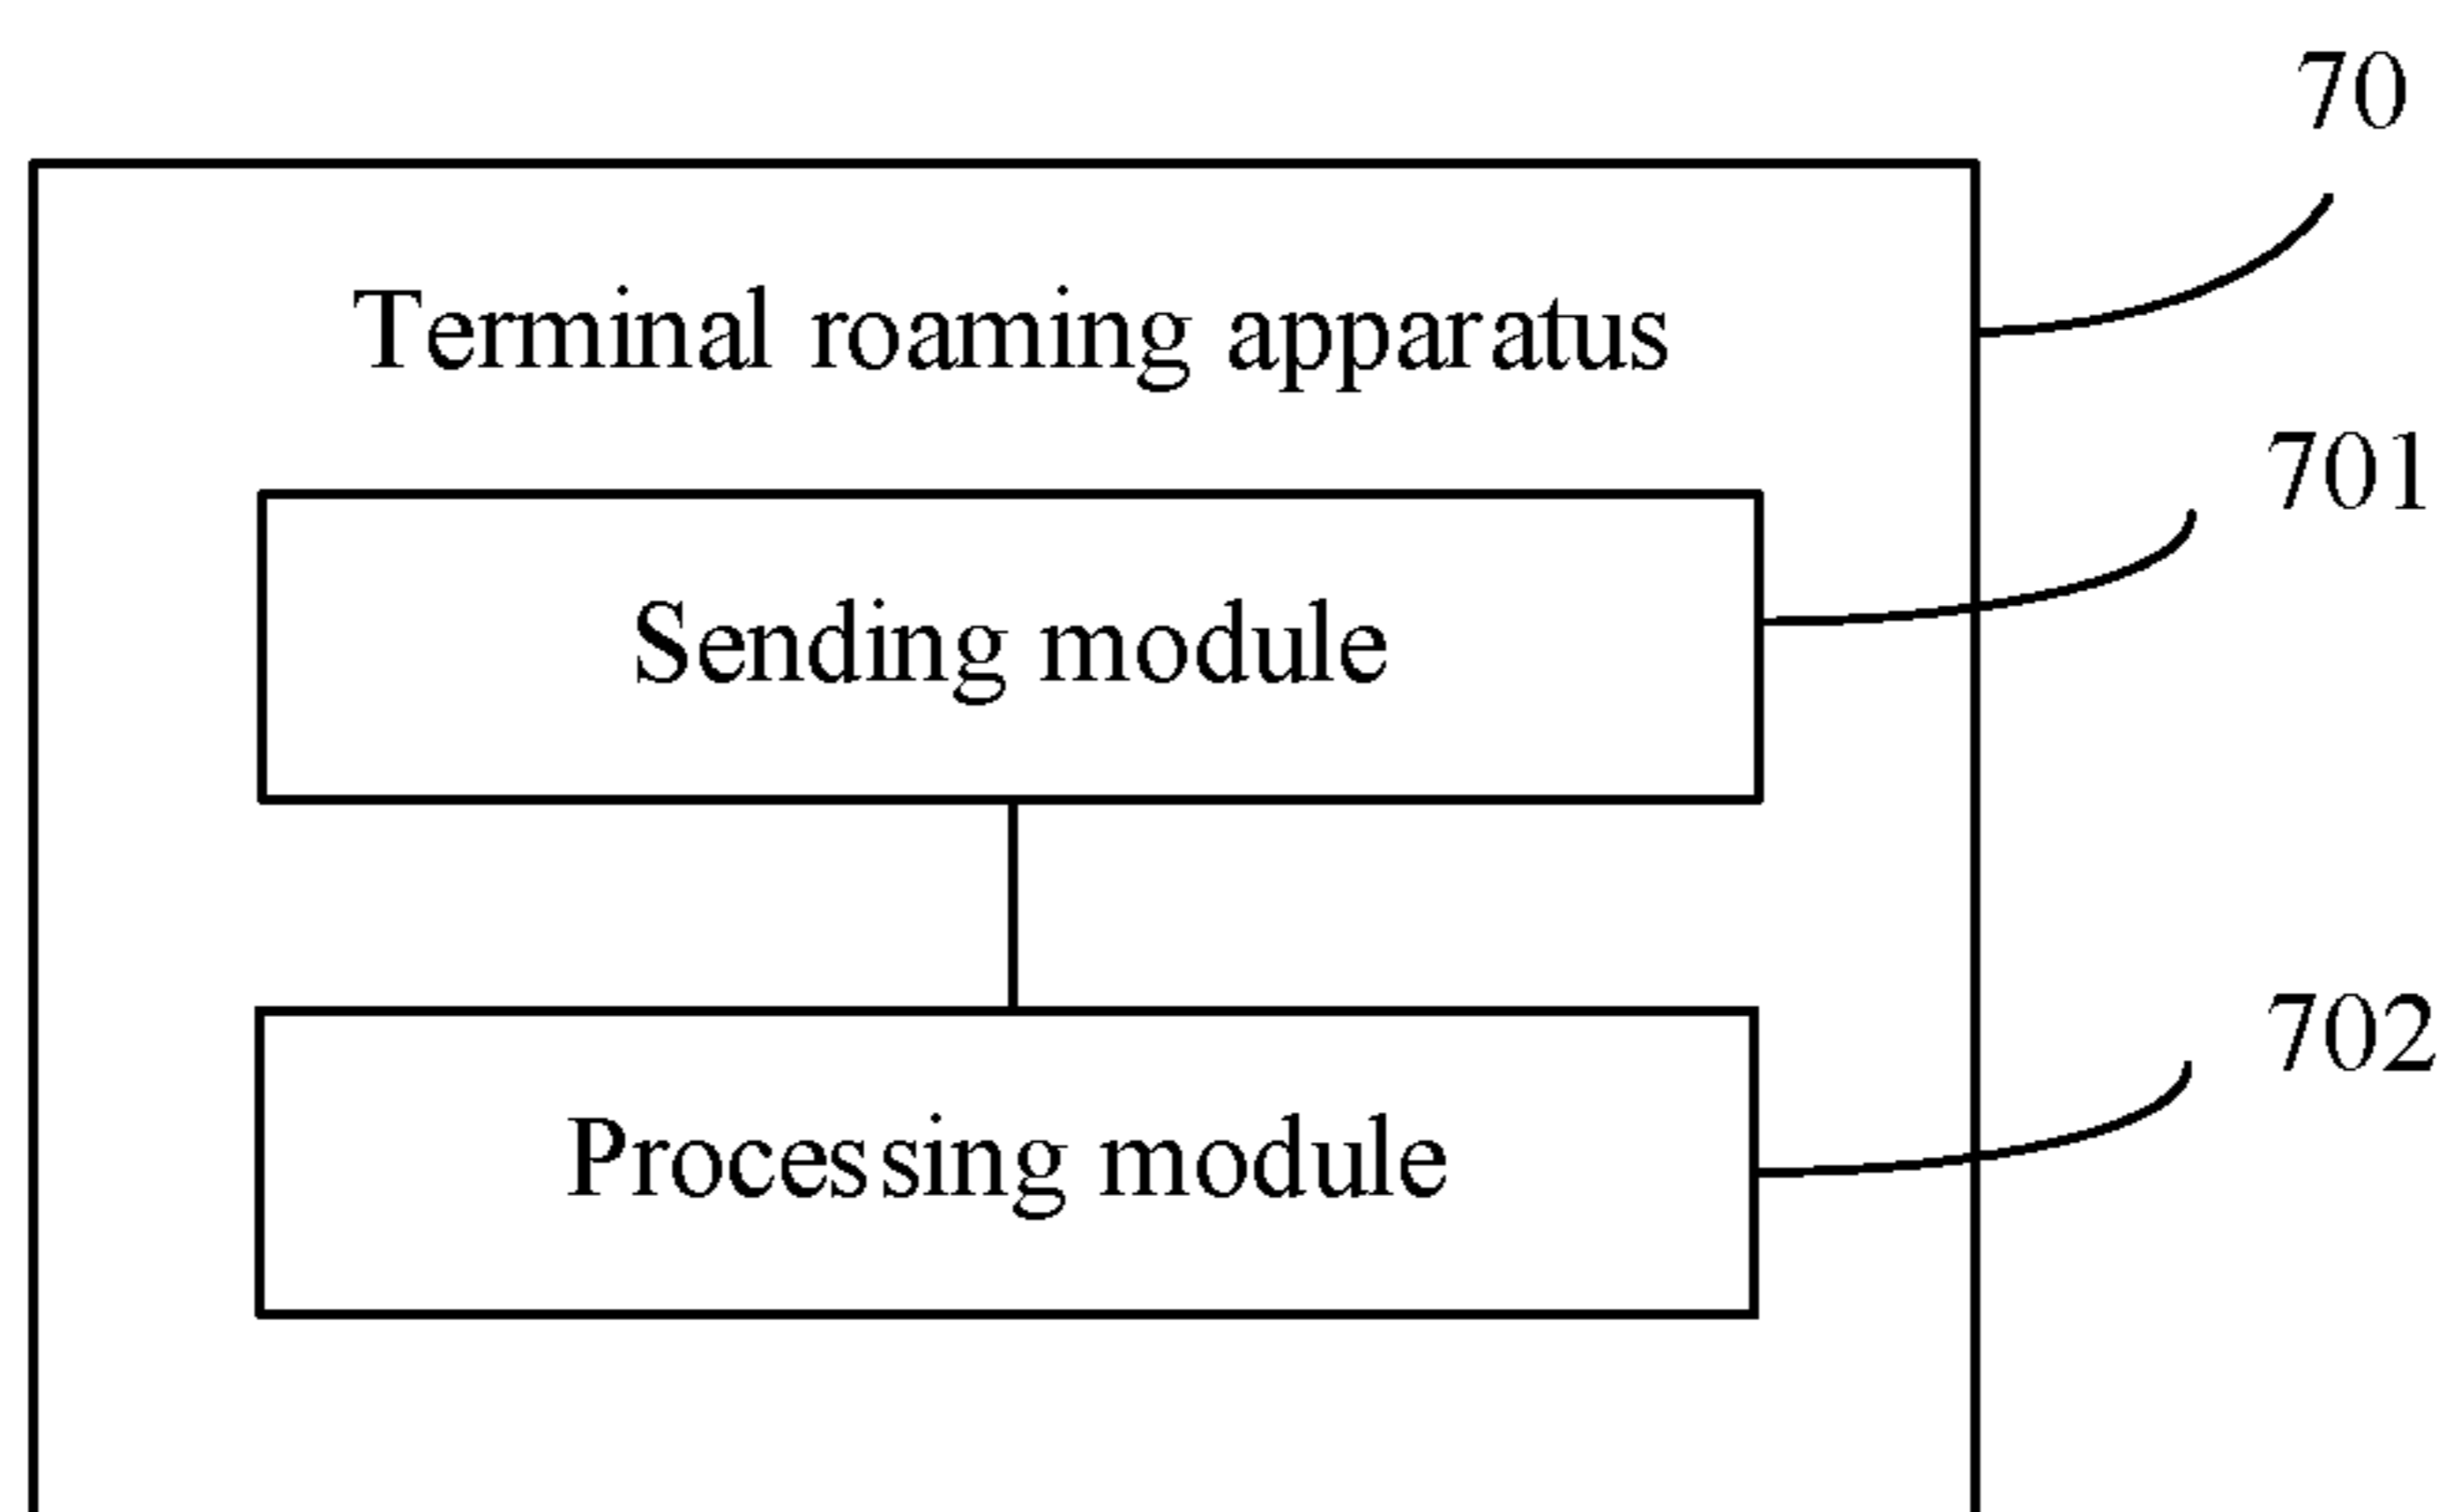 70
Terminal roaming apparatus
701
Sending module
702
Processing module